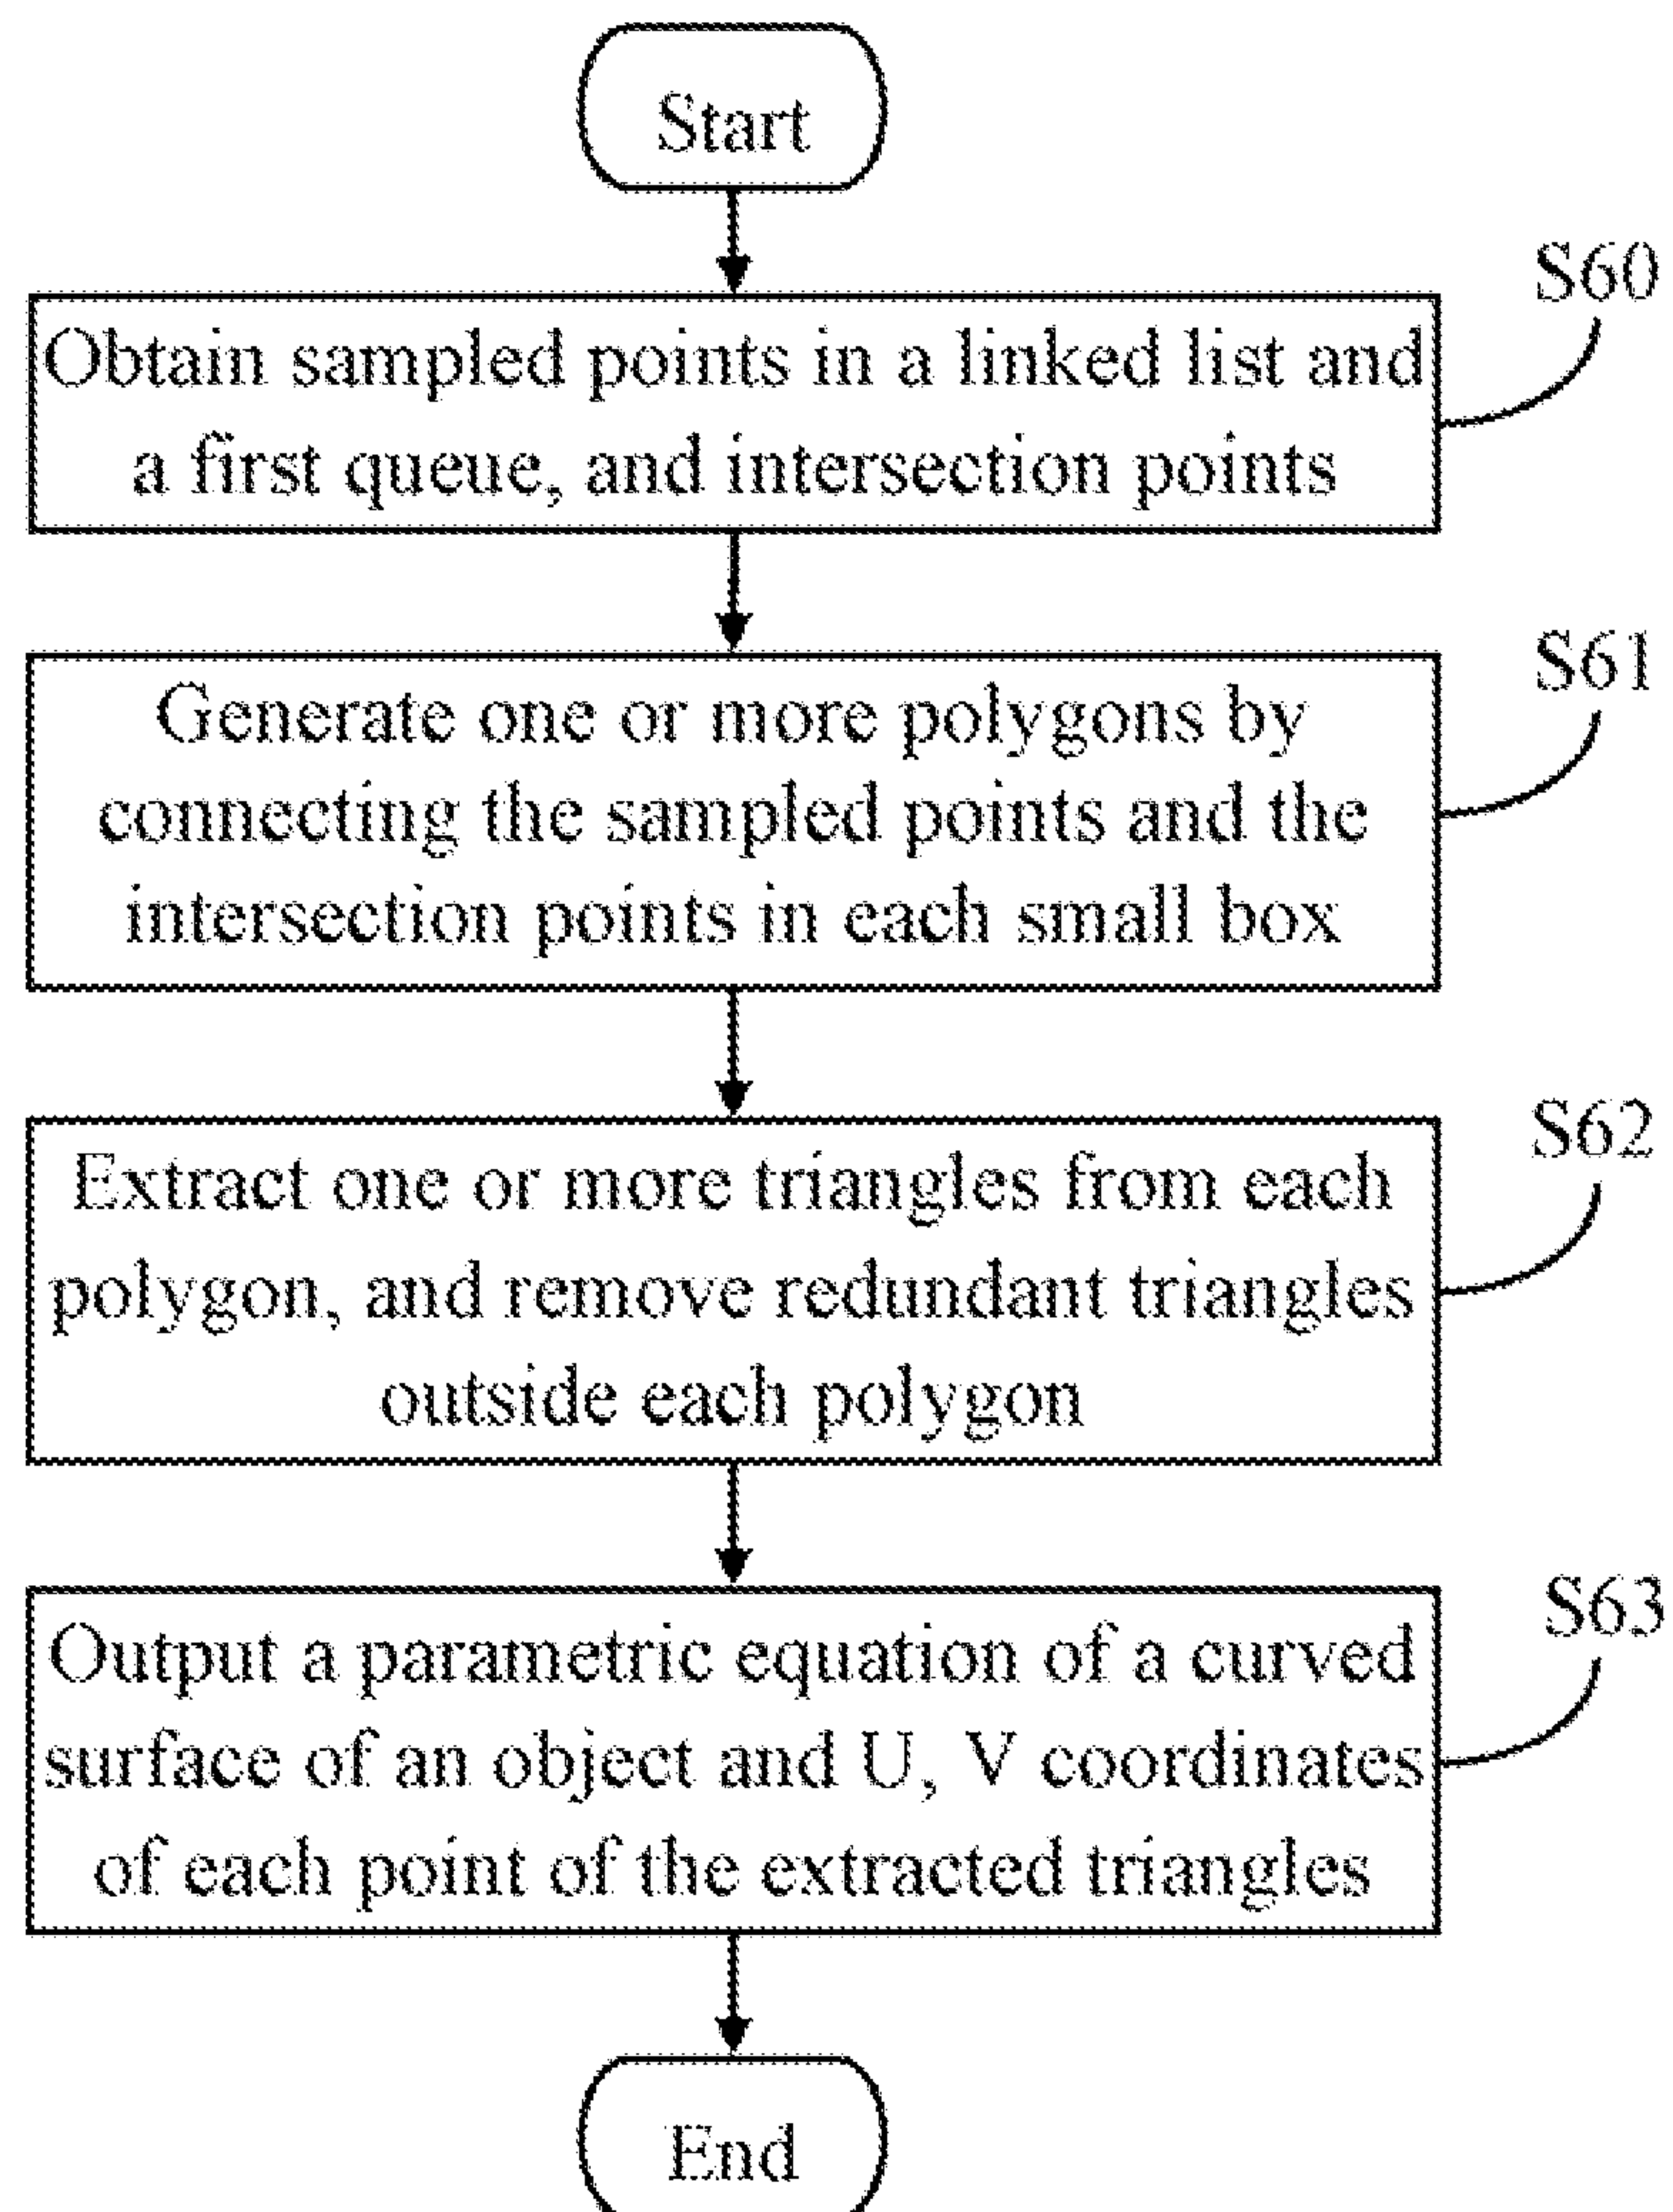 Start
S60
Obtain sampled points in a linked list and
a first queue, and intersection points
S61
Generate one or more polygons by
connecting the sampled points and the
intersection points in each small box
S62
Extract one or more triangles from each
polygon, and remove redundant triangles
outside each polygon
S63
Output a parametric equation of a curved
surface of an object and U, V coordinates
of each point of the extracted triangles
End